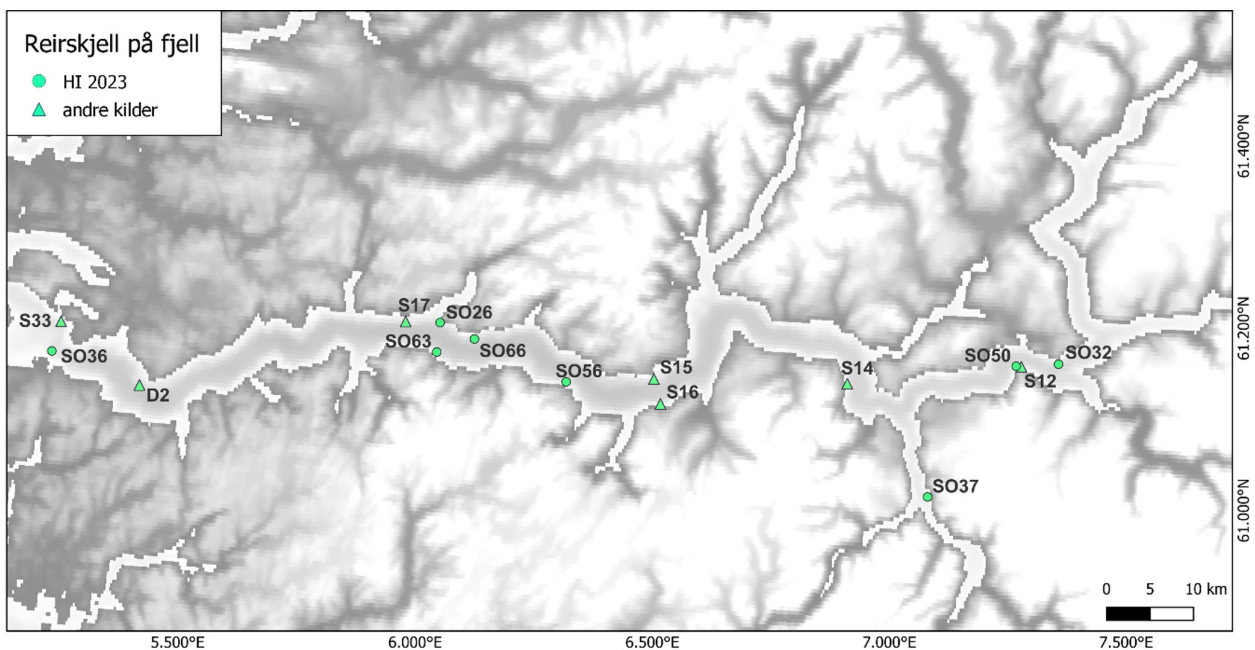 Reirskjell på fjell
HI 2023
andre kilder
61.400°N
S33
SO36
D2
S17
SO26
SO63
SO66
SO56
S15
S16
S14
SO50
SO32
S12
61.200°N
SO37
61.000°N
0 5 10 km
5.500°E 6.000°E 6.500°E 7.000°E 7.500°E